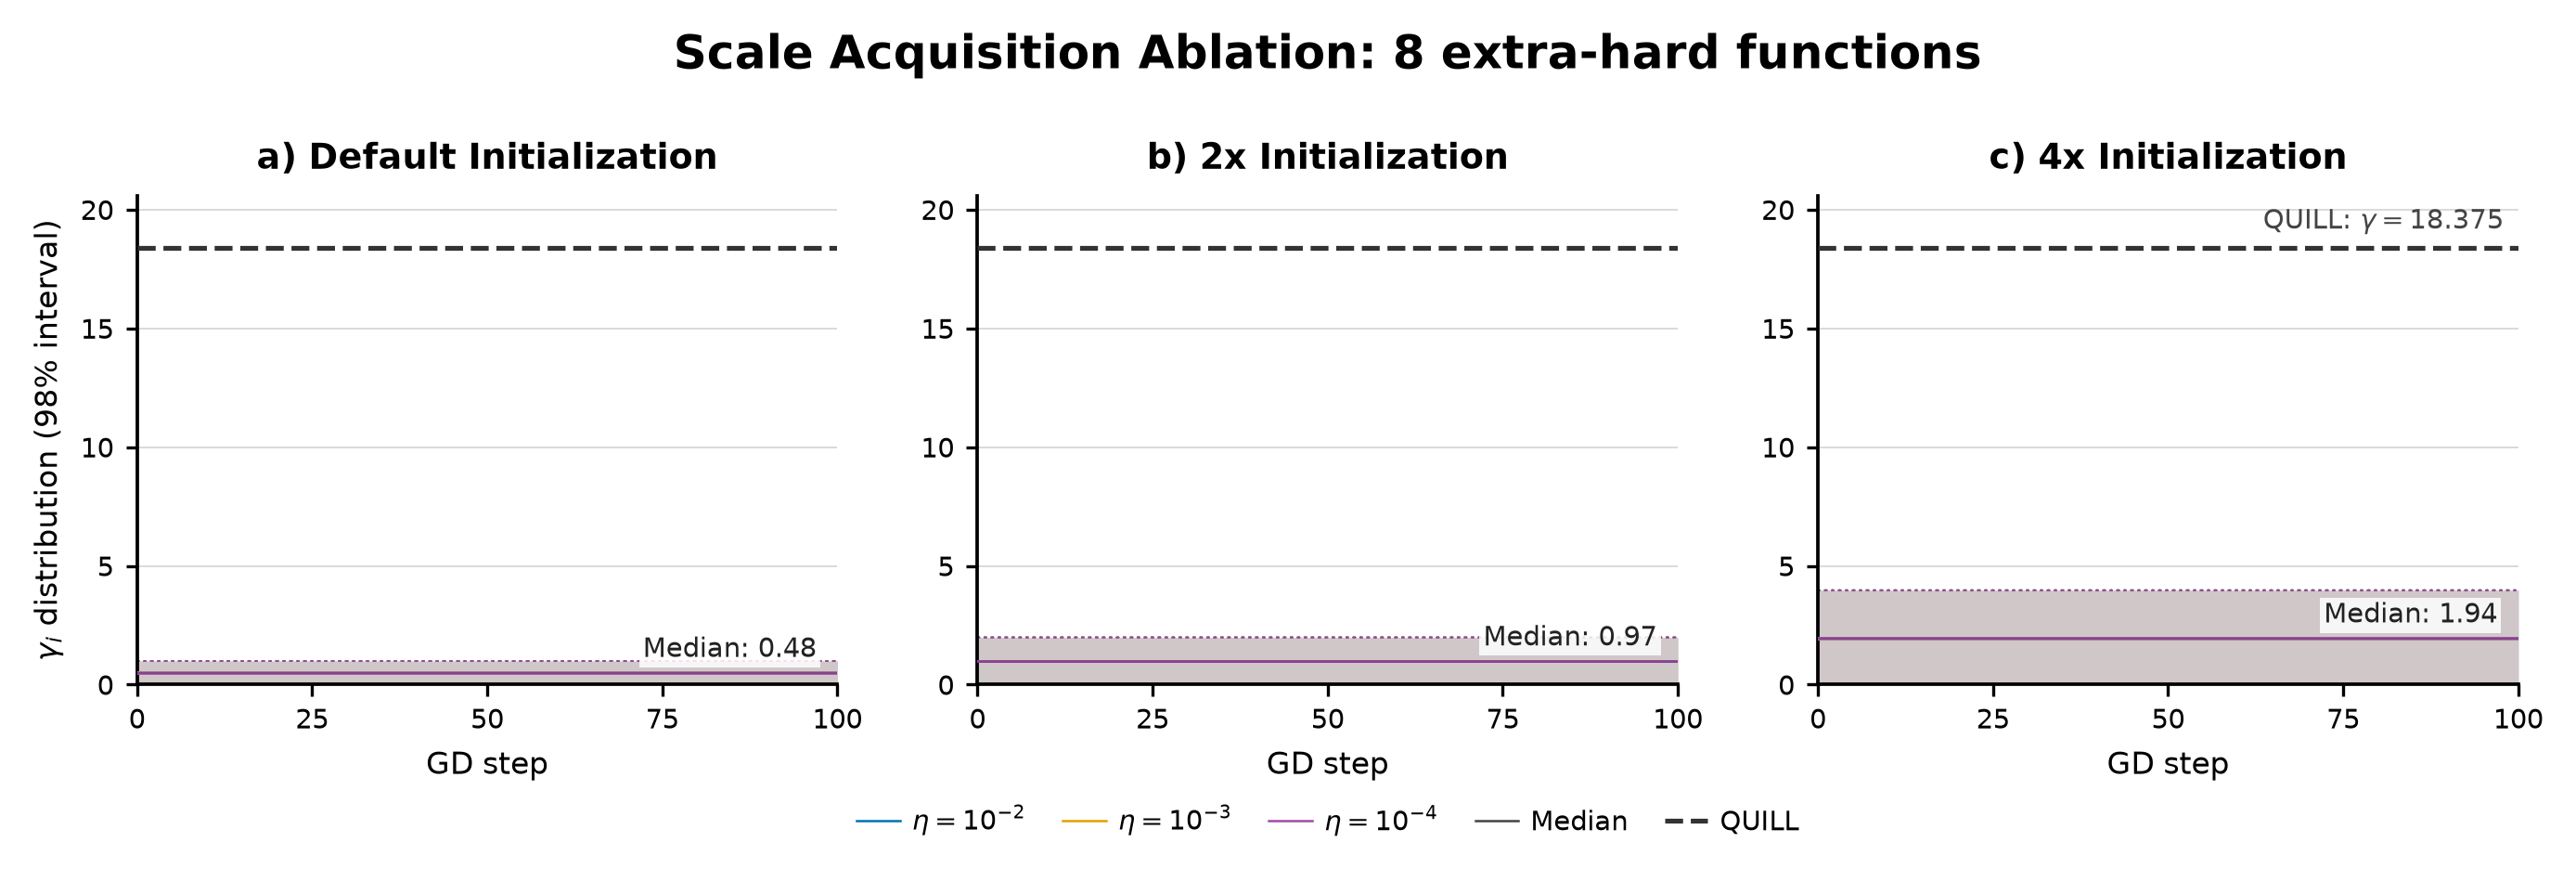 Scale Acquisition Ablation: 8 extra-hard functions
a) Default Initialization
b) 2x Initialization
c) 4x Initialization
γᵢ distribution (98% interval)
20
15
10
5
0
Median: 0.48
0 25 50 75 100
GD step
20
15
10
5
0
Median: 0.97
0 25 50 75 100
GD step
20
15
10
5
0
QUILL: γ = 18.375
Median: 1.94
0 25 50 75 100
GD step
η = 10⁻² η = 10⁻³ η = 10⁻⁴ Median QUILL